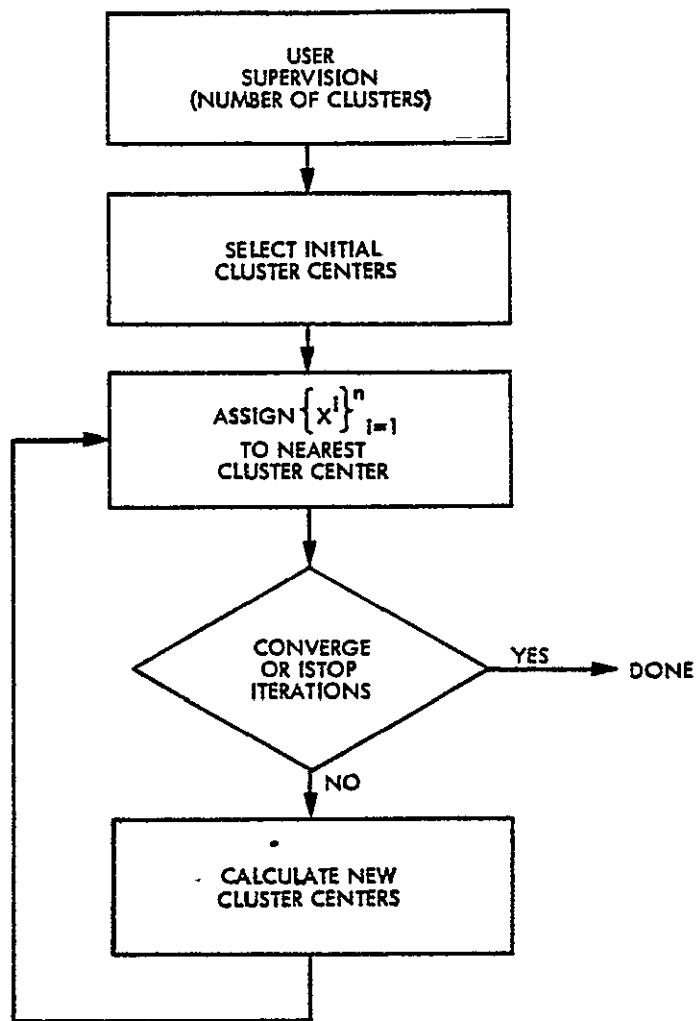 USER
SUPERVISION
(NUMBER OF CLUSTERS)
SELECT INITIAL
CLUSTER CENTERS
ASSIGN {X^i}^n_{i=1}
TO NEAREST
CLUSTER CENTER
CONVERGE
OR ISTOP
ITERATIONS
YES
DONE
NO
CALCULATE NEW
CLUSTER CENTERS